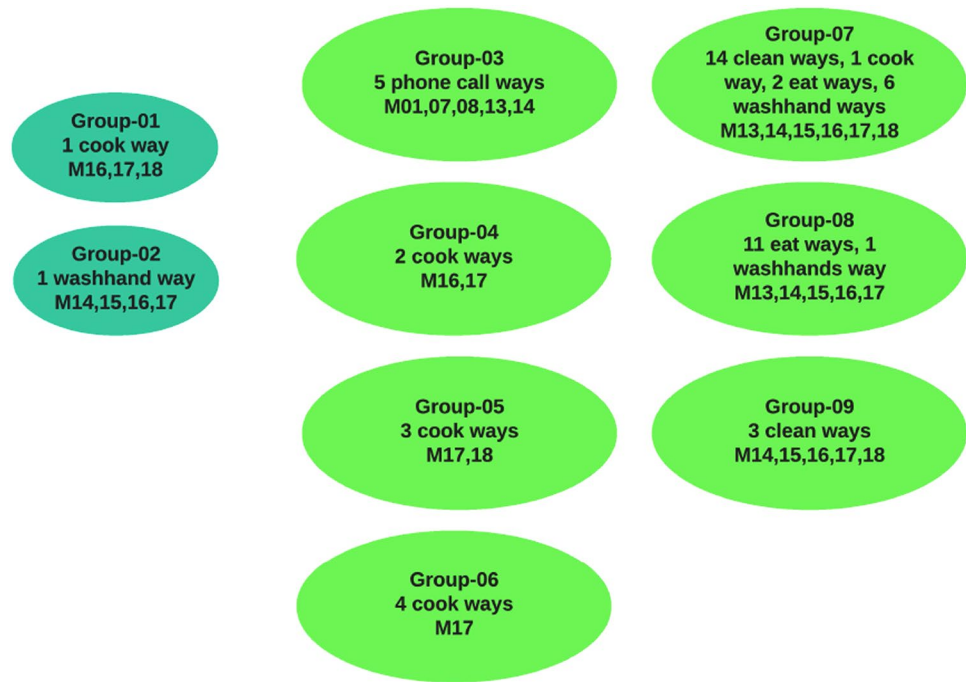 Group-01
1 cook way
M16,17,18
Group-02
1 washhand way
M14,15,16,17
Group-03
5 phone call ways
M01,07,08,13,14
Group-04
2 cook ways
M16,17
Group-05
3 cook ways
M17,18
Group-06
4 cook ways
M17
Group-07
14 clean ways, 1 cook
way, 2 eat ways, 6
washhand ways
M13,14,15,16,17,18
Group-08
11 eat ways, 1
washhands way
M13,14,15,16,17
Group-09
3 clean ways
M14,15,16,17,18